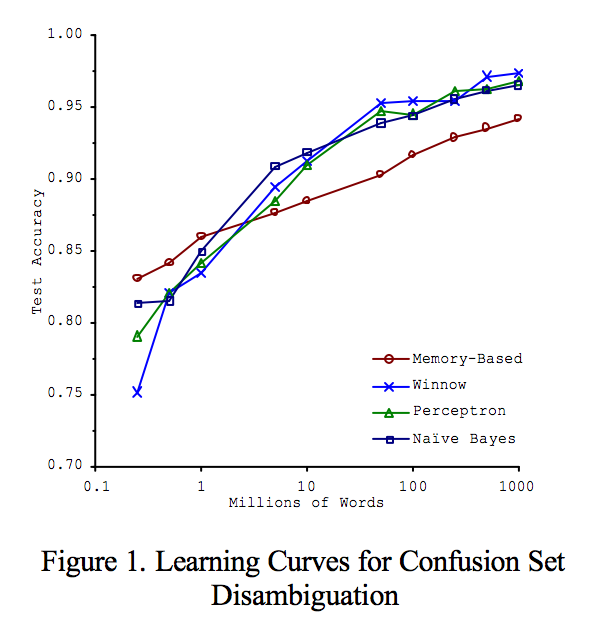 1.00
0.95
0.90
0.85
0.80
0.75
0.70
Test Accuracy
0.1 1 10 100 1000
Millions of Words
Memory-Based
Winnow
Perceptron
Naïve Bayes
Figure 1. Learning Curves for Confusion Set
Disambiguation